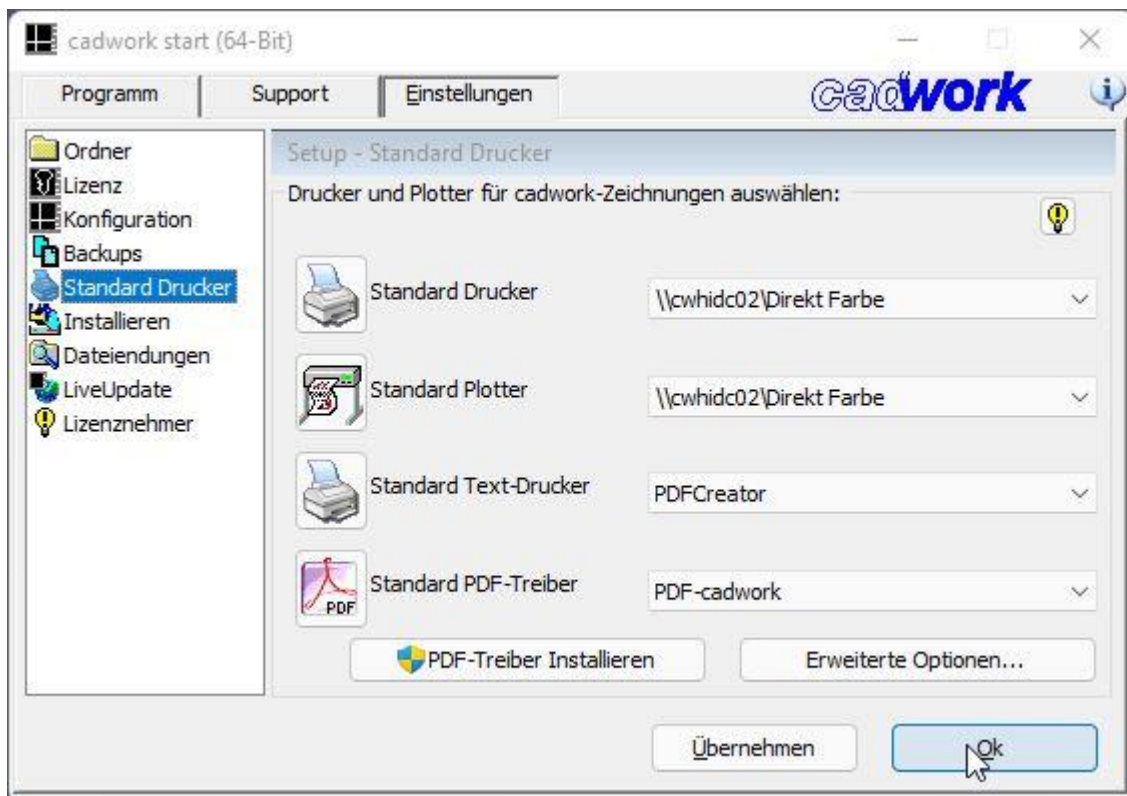 cadwork start (64-Bit)
Programm Support Einstellungen cadwork
Ordner
Lizenz
Konfiguration
Backups
Standard Drucker
Installieren
Dateiendungen
LiveUpdate
Lizenznehmer
Setup - Standard Drucker
Drucker und Plotter für cadwork-Zeichnungen auswählen:
Standard Drucker \\cwhidc02\Direkt Farbe
Standard Plotter \\cwhidc02\Direkt Farbe
Standard Text-Drucker PDFCreator
PDF
Standard PDF-Treiber PDF-cadwork
PDF-Treiber Installieren Erweiterte Optionen...
Übernehmen Ok